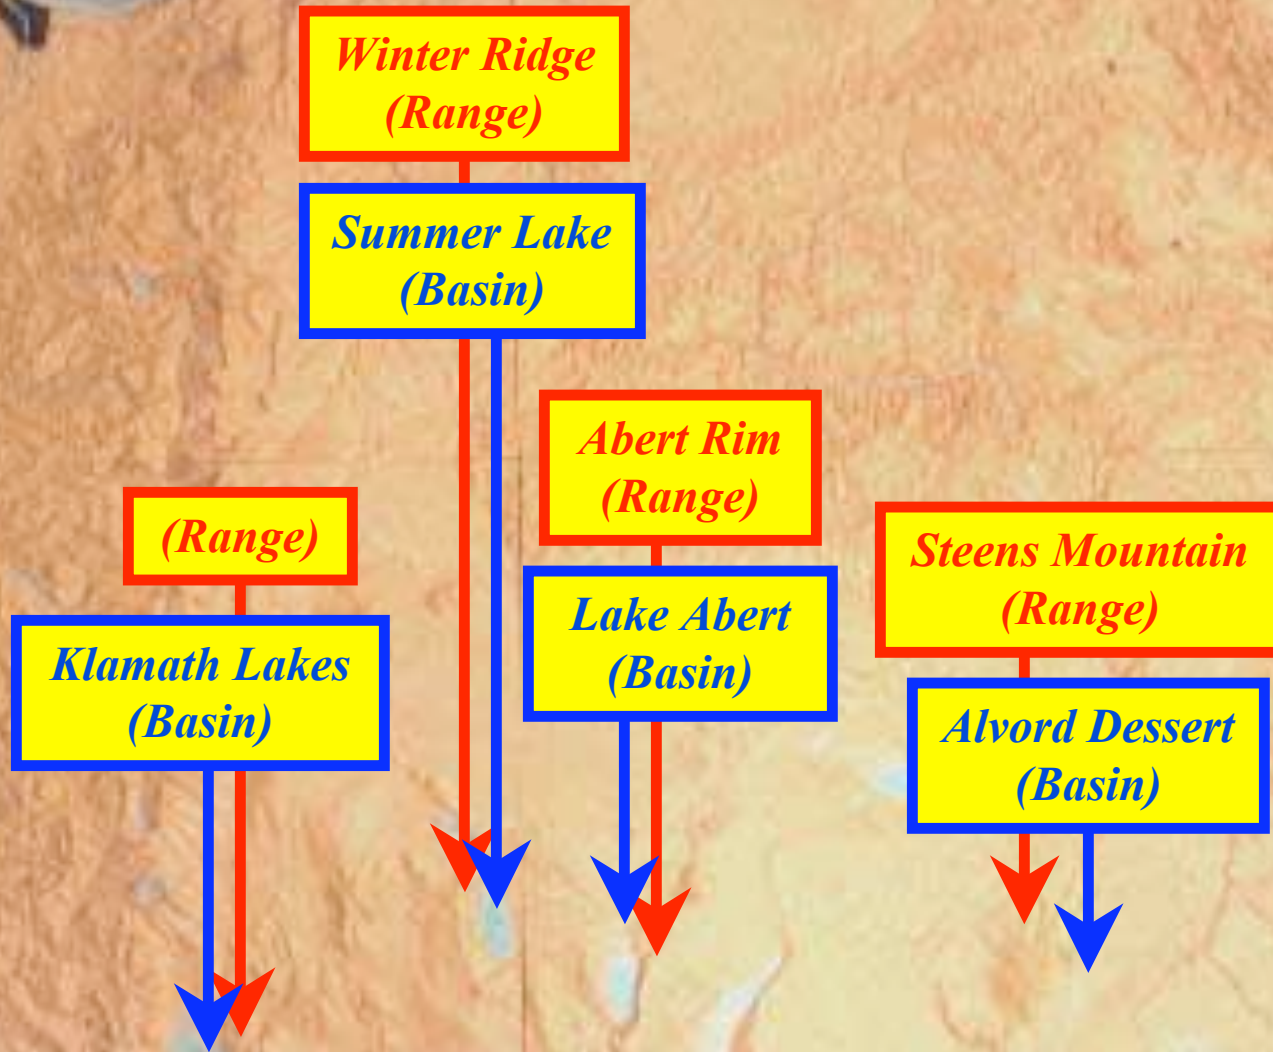 Winter Ridge
(Range)
Summer Lake
(Basin)
Abert Rim
(Range)
(Range)
Steens Mountain
(Range)
Lake Abert
(Basin)
Klamath Lakes
(Basin)
Alvord Dessert
(Basin)